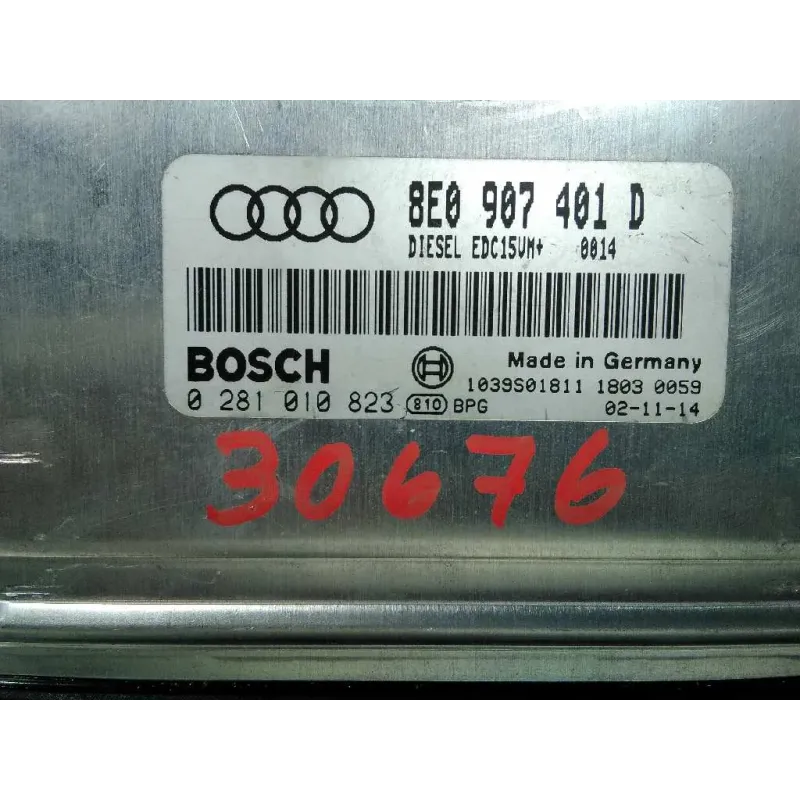 8E0 907 401 D
DIESEL EDC15VM+ 0014
BOSCH Made in Germany
1039S01811 1803 0059
0 281 010 823 810 BPG 02-11-14
30676